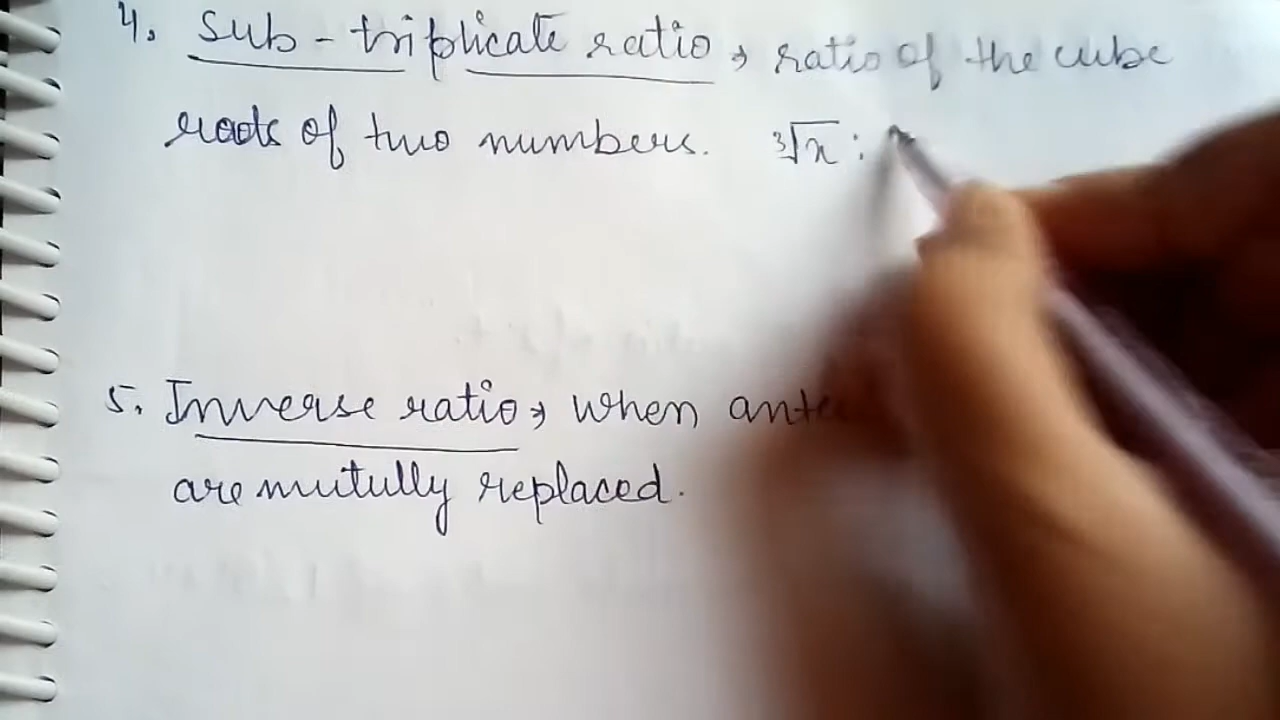 4. Sub-triplicate ratio → ratio of the cube
roots of two numbers. ∛x :
5. Inverse ratio → when ante
are mutully replaced.